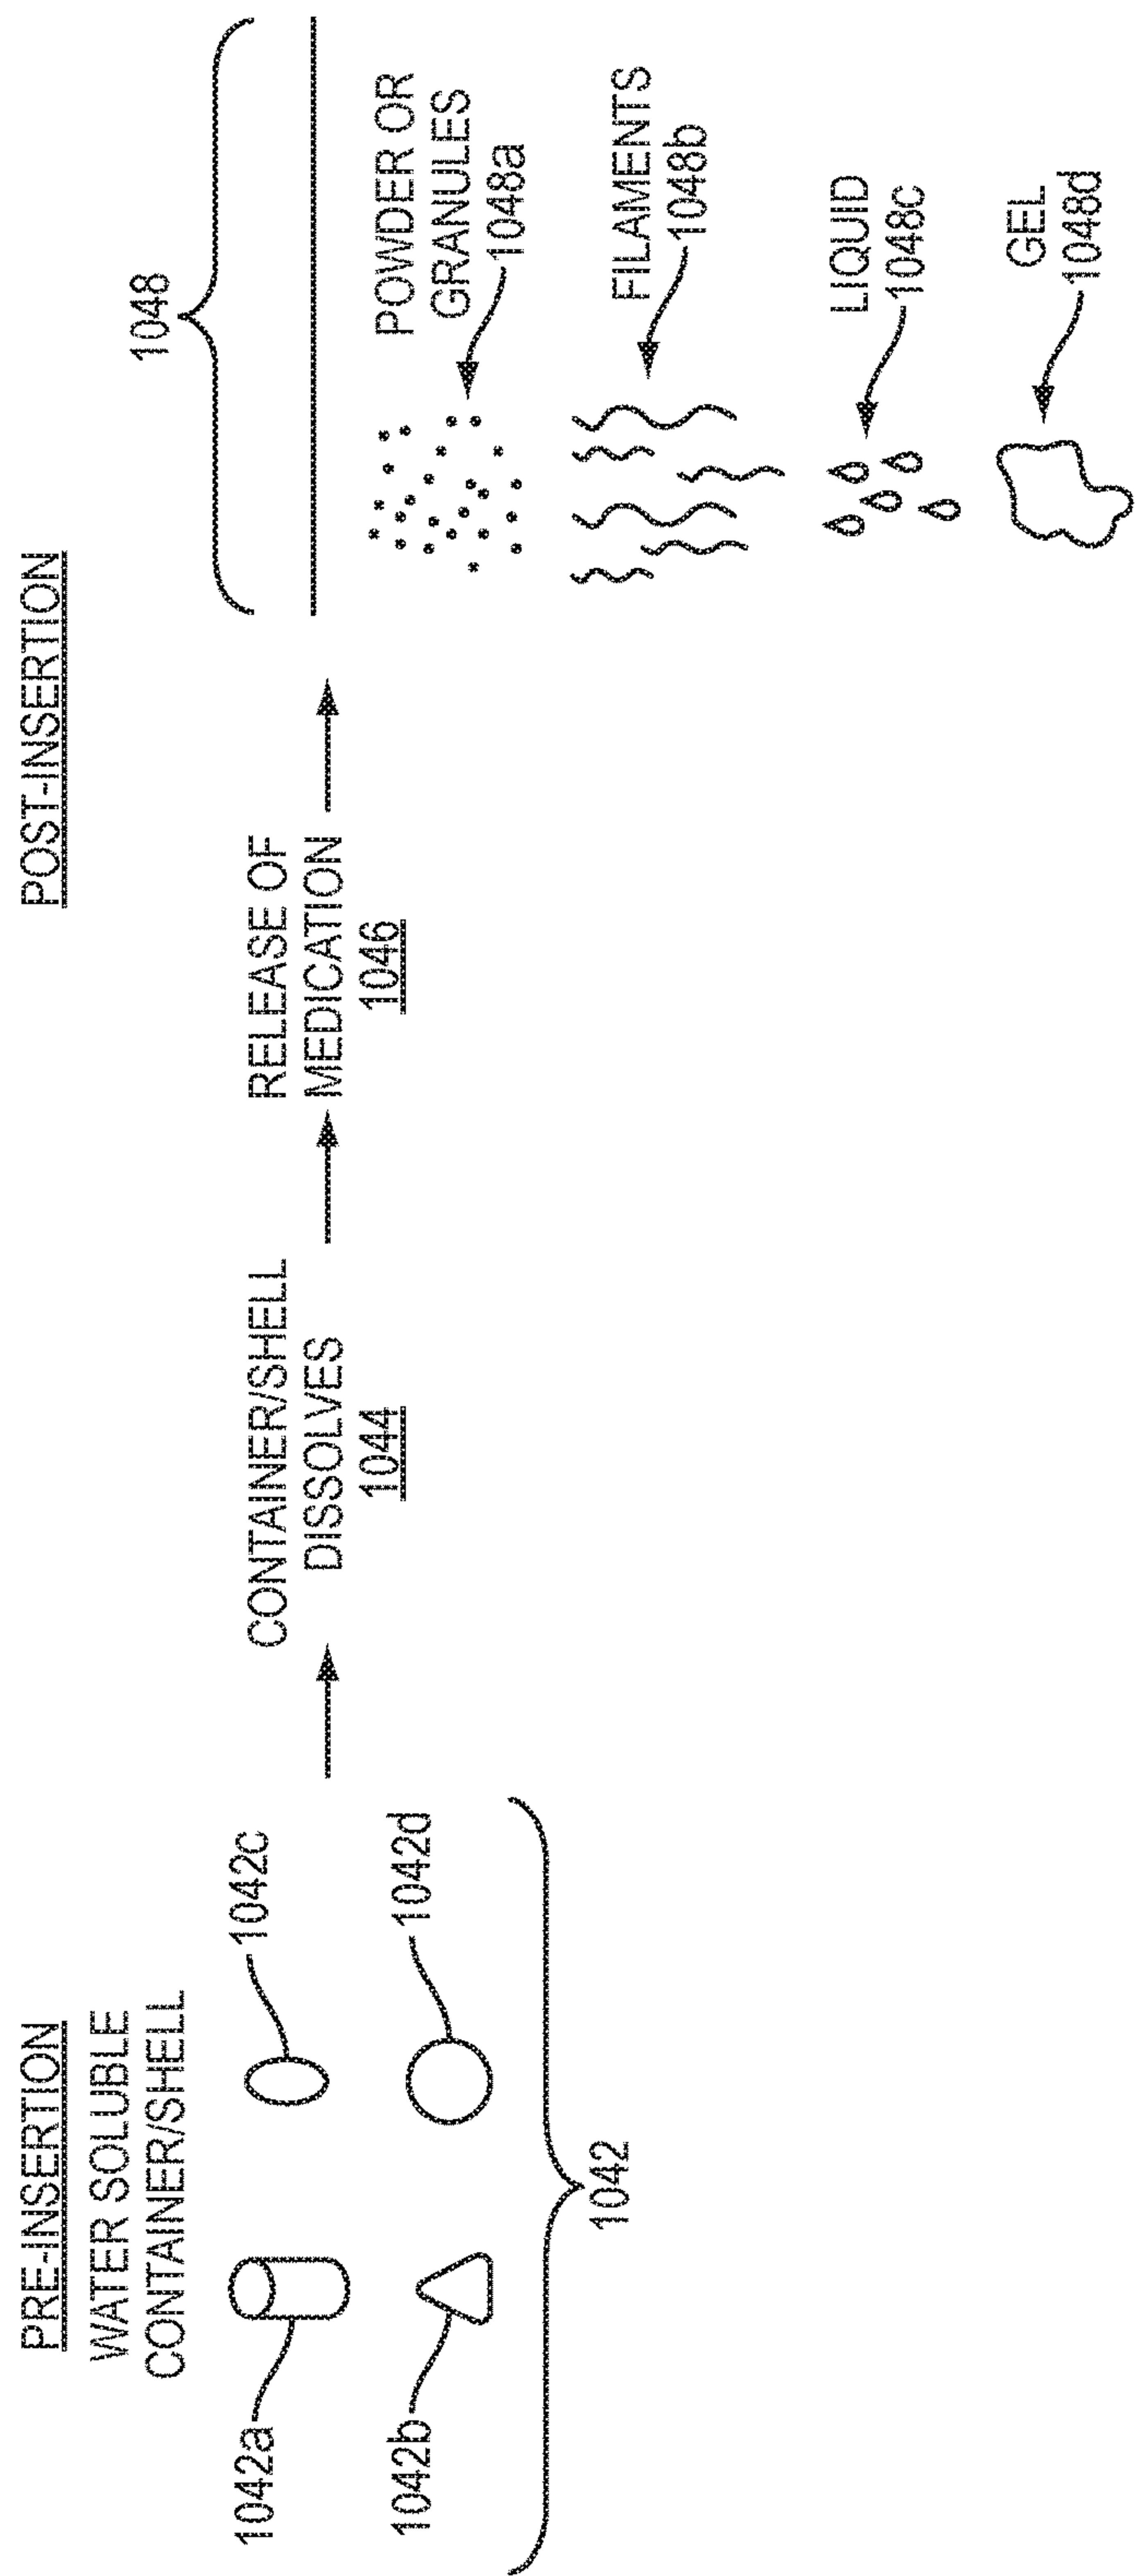 PRE-INSERTION
WATER SOLUBLE
CONTAINER/SHELL
1042a
1042c
1042b
1042d
1042
CONTAINER/SHELL
DISSOLVES
1044
RELEASE OF
MEDICATION
1046
POST-INSERTION
1048
POWDER OR
GRANULES
1048a
FILAMENTS
1048b
LIQUID
1048c
GEL
1048d